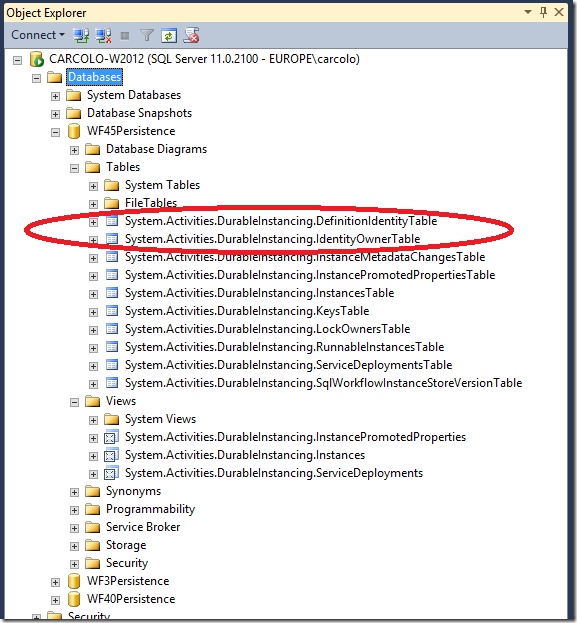 Object Explorer
Connect
CARCOLO-W2012 (SQL Server 11.0.2100 - EUROPE\carcolo)
Databases
System Databases
Database Snapshots
WF45Persistence
Database Diagrams
Tables
System Tables
FileTables
System.Activities.DurableInstancing.DefinitionIdentityTable
System.Activities.DurableInstancing.IdentityOwnerTable
System.Activities.DurableInstancing.InstanceMetadataChangesTable
System.Activities.DurableInstancing.InstancePromotedPropertiesTable
System.Activities.DurableInstancing.InstancesTable
System.Activities.DurableInstancing.KeysTable
System.Activities.DurableInstancing.LockOwnersTable
System.Activities.DurableInstancing.RunnableInstancesTable
System.Activities.DurableInstancing.ServiceDeploymentsTable
System.Activities.DurableInstancing.SqlWorkflowInstanceStoreVersionTable
Views
System Views
System.Activities.DurableInstancing.InstancePromotedProperties
System.Activities.DurableInstancing.Instances
System.Activities.DurableInstancing.ServiceDeployments
Synonyms
Programmability
Service Broker
Storage
Security
WF3Persistence
WF40Persistence
Security